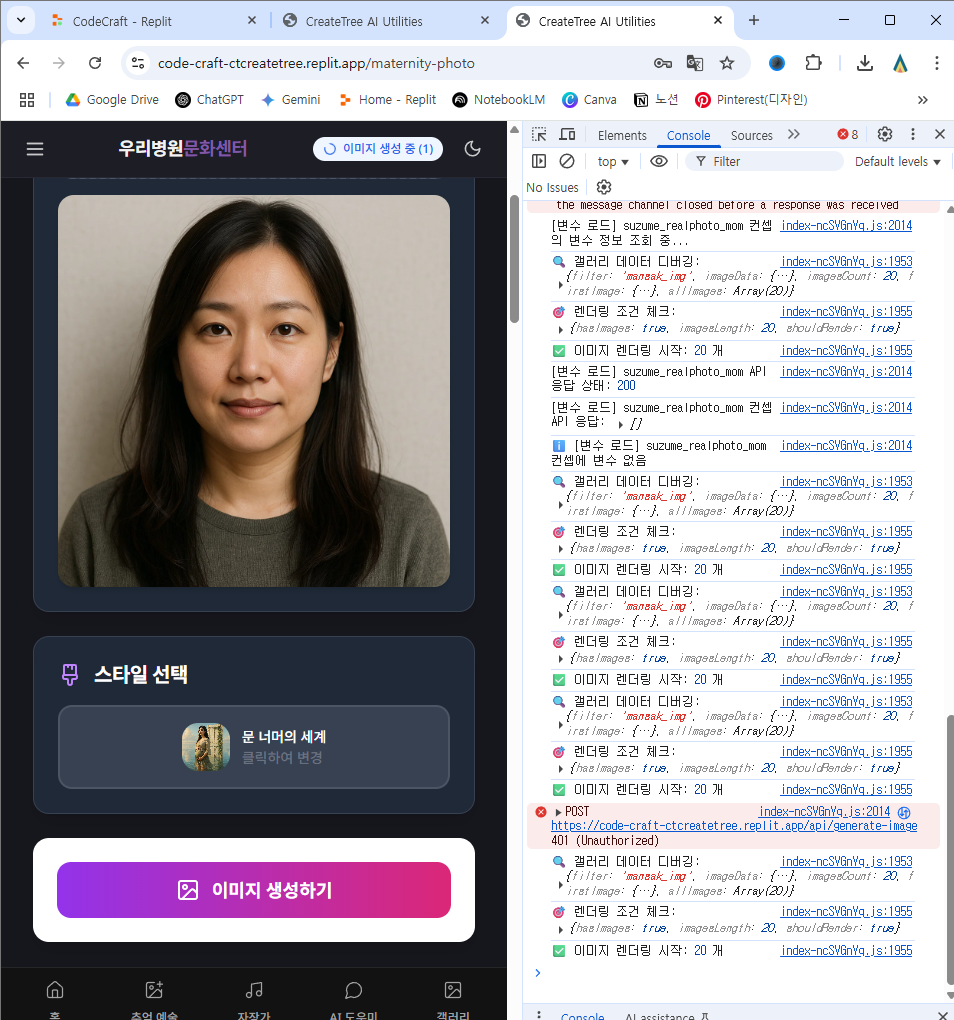 CodeCraft - Replit
CreateTree AI Utilities
CreateTree AI Utilities
code-craft-ctcreatetree.replit.app/maternity-photo
Google Drive
ChatGPT
Gemini
Home - Replit
NotebookLM
Canva
노션
Pinterest(디자인)
우리병원문화센터
이미지 생성 중 (1)
스타일 선택
문 너머의 세계
클릭하여 변경
이미지 생성하기
홈
추억 예술
자장가
AI 도우미
갤러리
Elements
Console
Sources
8
top
Filter
Default levels
No Issues
the message channel closed before a response was received
[변수 로드] suzume_realphoto_mom 컨셉 index-ncSVGnYq.js:2014
의 변수 정보 조회 중...
갤러리 데이터 디버깅: index-ncSVGnYq.js:1953
{filter: 'mansak_img', imageData: {…}, imagesCount: 20, f
irstImage: {…}, allImages: Array(20)}
렌더링 조건 체크: index-ncSVGnYq.js:1955
{hasImages: true, imagesLength: 20, shouldRender: true}
이미지 렌더링 시작: 20 개 index-ncSVGnYq.js:1955
[변수 로드] suzume_realphoto_mom API index-ncSVGnYq.js:2014
응답 상태: 200
[변수 로드] suzume_realphoto_mom 컨셉 index-ncSVGnYq.js:2014
API 응답: []
[변수 로드] suzume_realphoto_mom index-ncSVGnYq.js:2014
컨셉에 변수 없음
갤러리 데이터 디버깅: index-ncSVGnYq.js:1953
{filter: 'mansak_img', imageData: {…}, imagesCount: 20, f
irstImage: {…}, allImages: Array(20)}
렌더링 조건 체크: index-ncSVGnYq.js:1955
{hasImages: true, imagesLength: 20, shouldRender: true}
이미지 렌더링 시작: 20 개 index-ncSVGnYq.js:1955
갤러리 데이터 디버깅: index-ncSVGnYq.js:1953
{filter: 'mansak_img', imageData: {…}, imagesCount: 20, f
irstImage: {…}, allImages: Array(20)}
렌더링 조건 체크: index-ncSVGnYq.js:1955
{hasImages: true, imagesLength: 20, shouldRender: true}
이미지 렌더링 시작: 20 개 index-ncSVGnYq.js:1955
갤러리 데이터 디버깅: index-ncSVGnYq.js:1953
{filter: 'mansak_img', imageData: {…}, imagesCount: 20, f
irstImage: {…}, allImages: Array(20)}
렌더링 조건 체크: index-ncSVGnYq.js:1955
{hasImages: true, imagesLength: 20, shouldRender: true}
이미지 렌더링 시작: 20 개 index-ncSVGnYq.js:1955
POST index-ncSVGnYq.js:2014
https://code-craft-ctcreatetree.replit.app/api/generate-image
401 (Unauthorized)
갤러리 데이터 디버깅: index-ncSVGnYq.js:1953
{filter: 'mansak_img', imageData: {…}, imagesCount: 20, f
irstImage: {…}, allImages: Array(20)}
렌더링 조건 체크: index-ncSVGnYq.js:1955
{hasImages: true, imagesLength: 20, shouldRender: true}
이미지 렌더링 시작: 20 개 index-ncSVGnYq.js:1955
Console
AI assistance